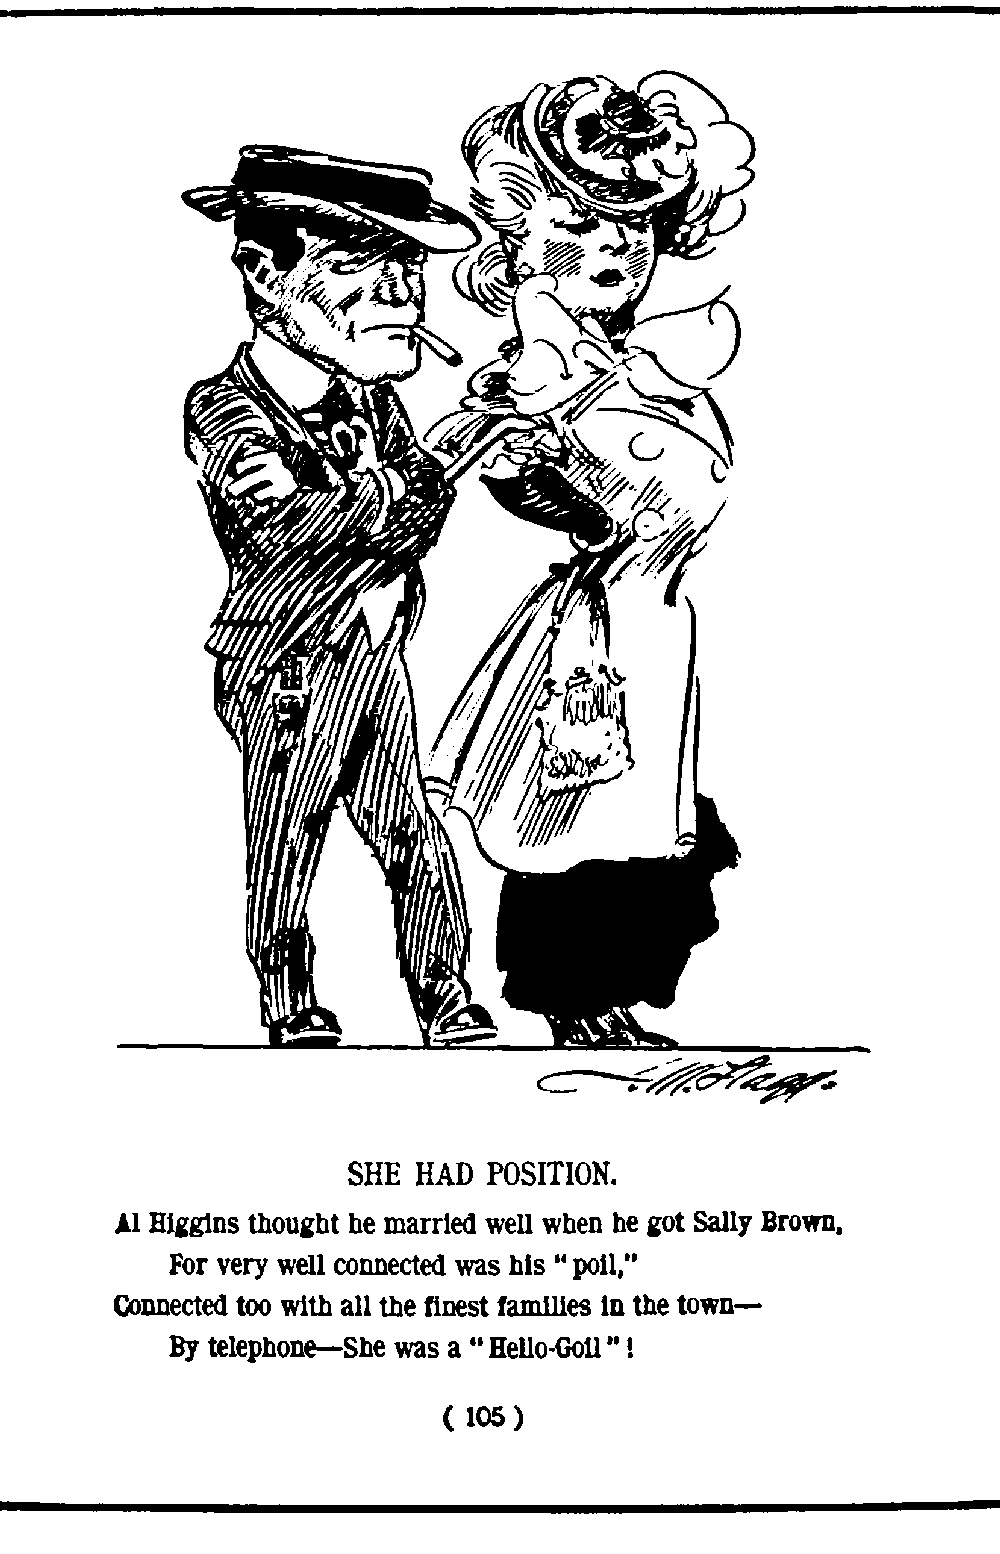 SHE HAD POSITION.
Al Higgins thought he married well when he got Sally Brown,
For very well connected was his "poil,"
Connected too with all the finest families in the town—
By telephone—She was a "Hello-Goil"!
(105)